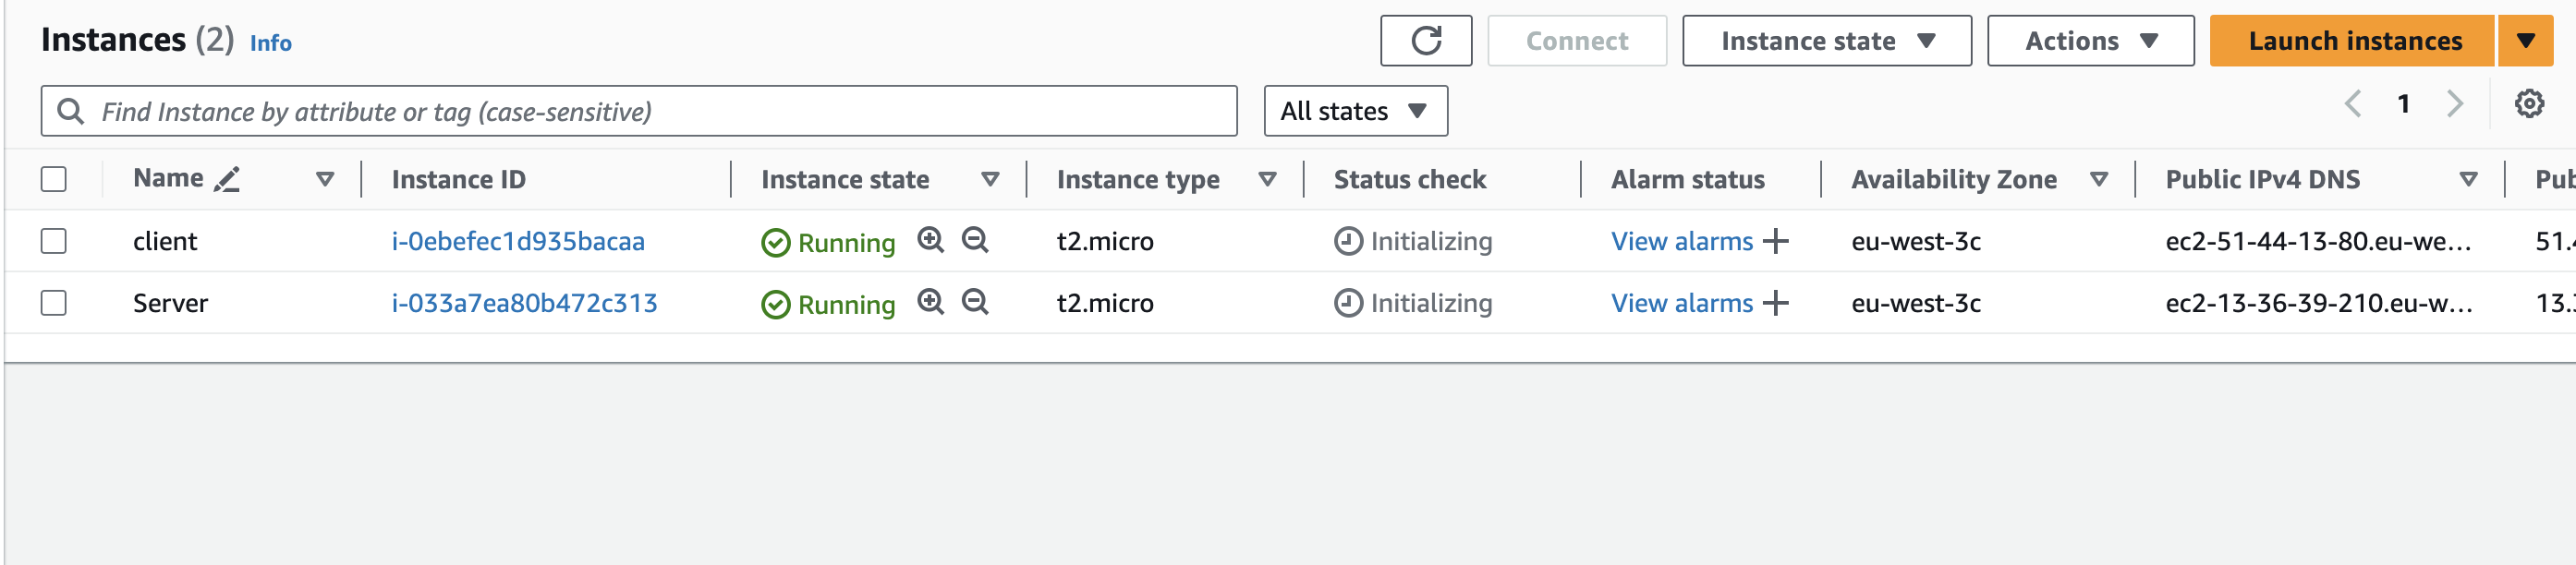 Instances (2) Info
Connect
Instance state
Actions
Launch instances
Find Instance by attribute or tag (case-sensitive)
All states
1
Name Instance ID Instance state Instance type Status check Alarm status Availability Zone Public IPv4 DNS Pub
client i-0ebefec1d935bacaa Running t2.micro Initializing View alarms + eu-west-3c ec2-51-44-13-80.eu-we... 51.4
Server i-033a7ea80b472c313 Running t2.micro Initializing View alarms + eu-west-3c ec2-13-36-39-210.eu-w... 13.3